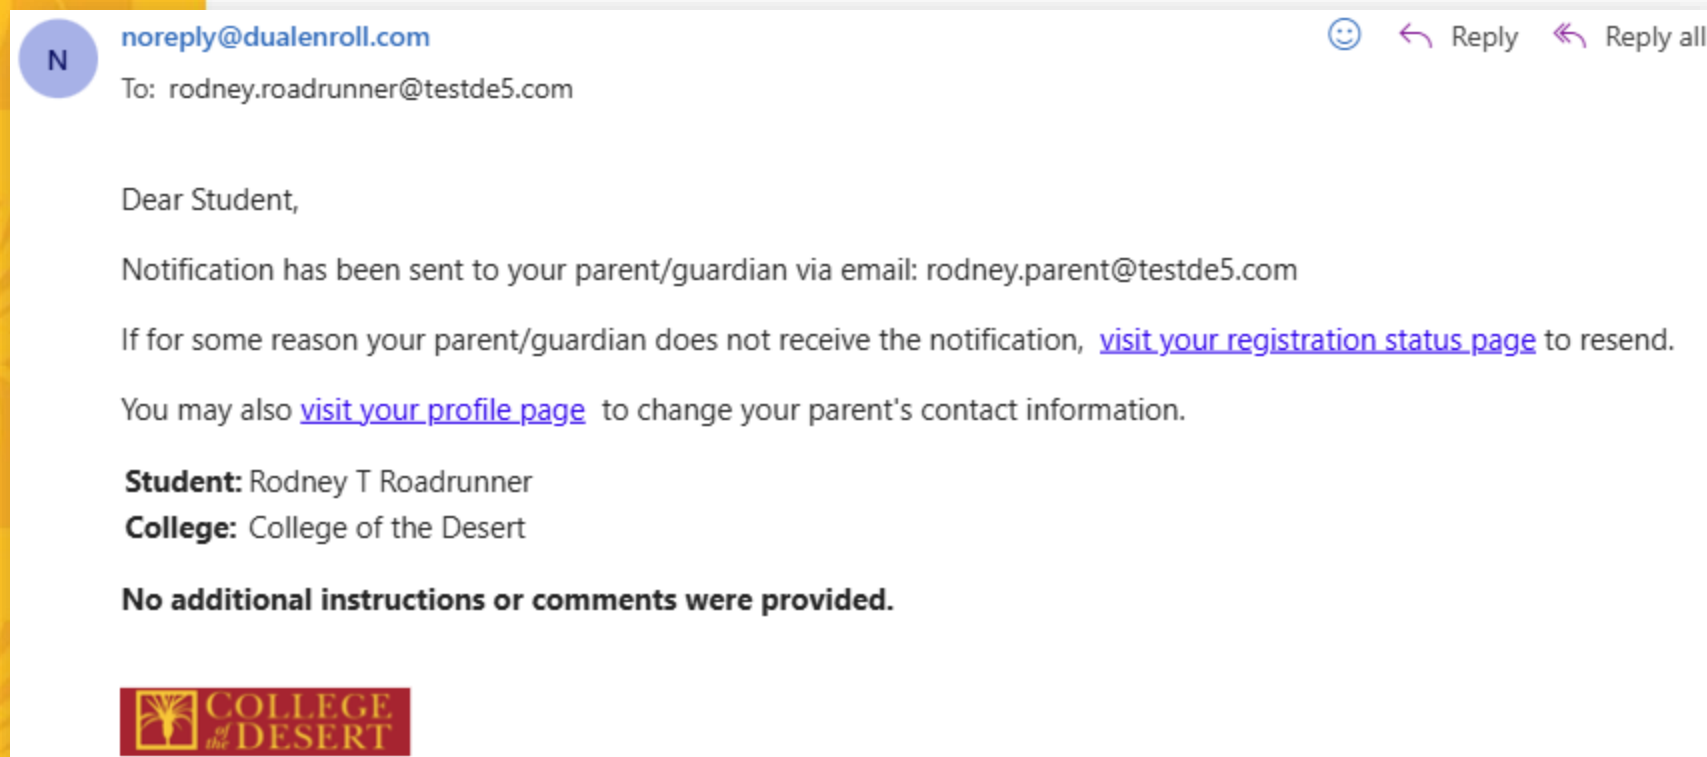 N
noreply@dualenroll.com
Reply
Reply all
To: rodney.roadrunner@testde5.com
Dear Student,
Notification has been sent to your parent/guardian via email: rodney.parent@testde5.com
If for some reason your parent/guardian does not receive the notification, visit your registration status page to resend.
You may also visit your profile page to change your parent's contact information.
Student: Rodney T Roadrunner
College: College of the Desert
No additional instructions or comments were provided.
COLLEGE
of the DESERT